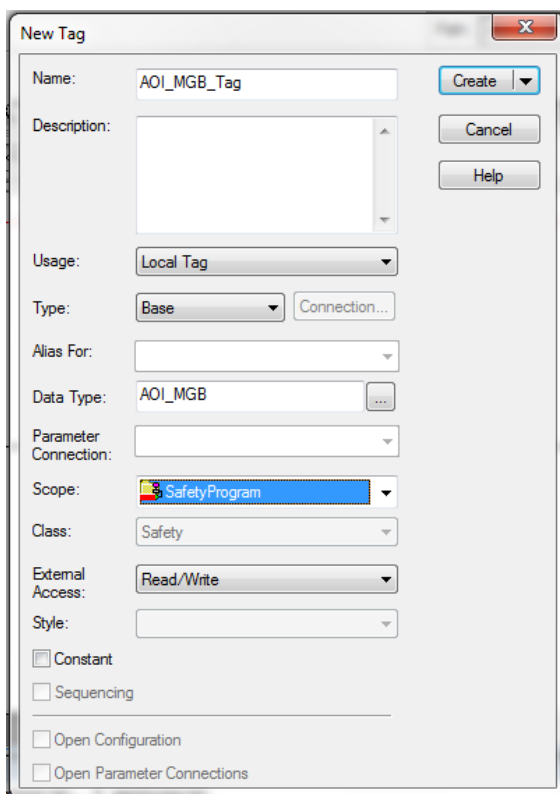 New Tag
Name:
AOI_MGB_Tag
Create
Description:
Cancel
Help
Usage:
Local Tag
Type:
Base
Connection...
Alias For:
Data Type:
AOI_MGB
...
Parameter
Connection:
Scope:
SafetyProgram
Class:
Safety
External
Access:
Read/Write
Style:
Constant
Sequencing
Open Configuration
Open Parameter Connections